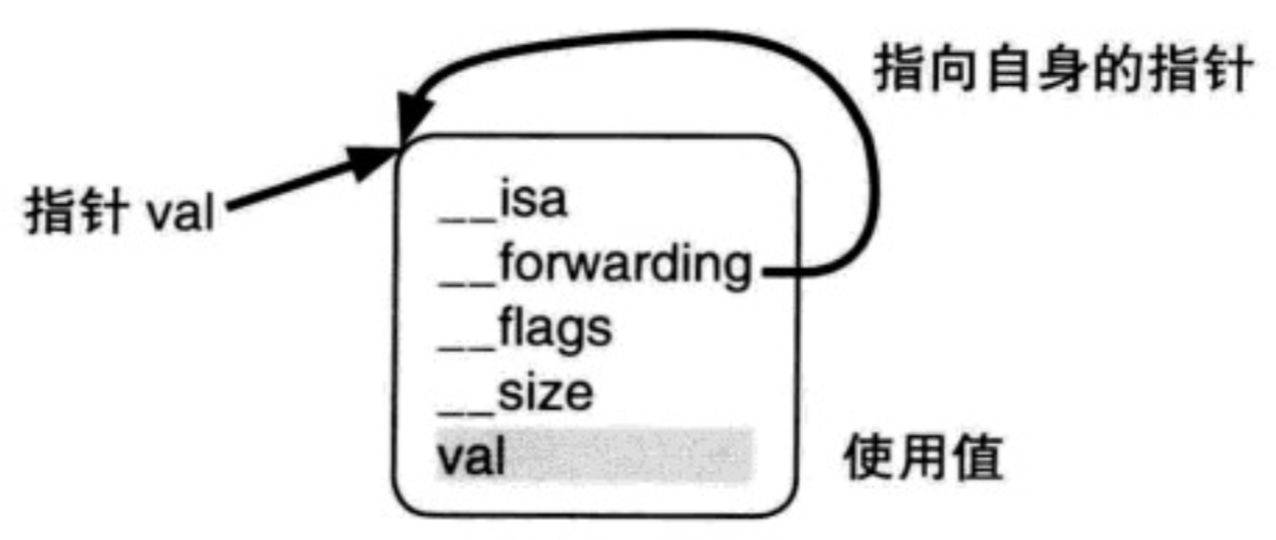 指向自身的指针
指针 val
__isa
__forwarding
__flags
__size
val
使用值